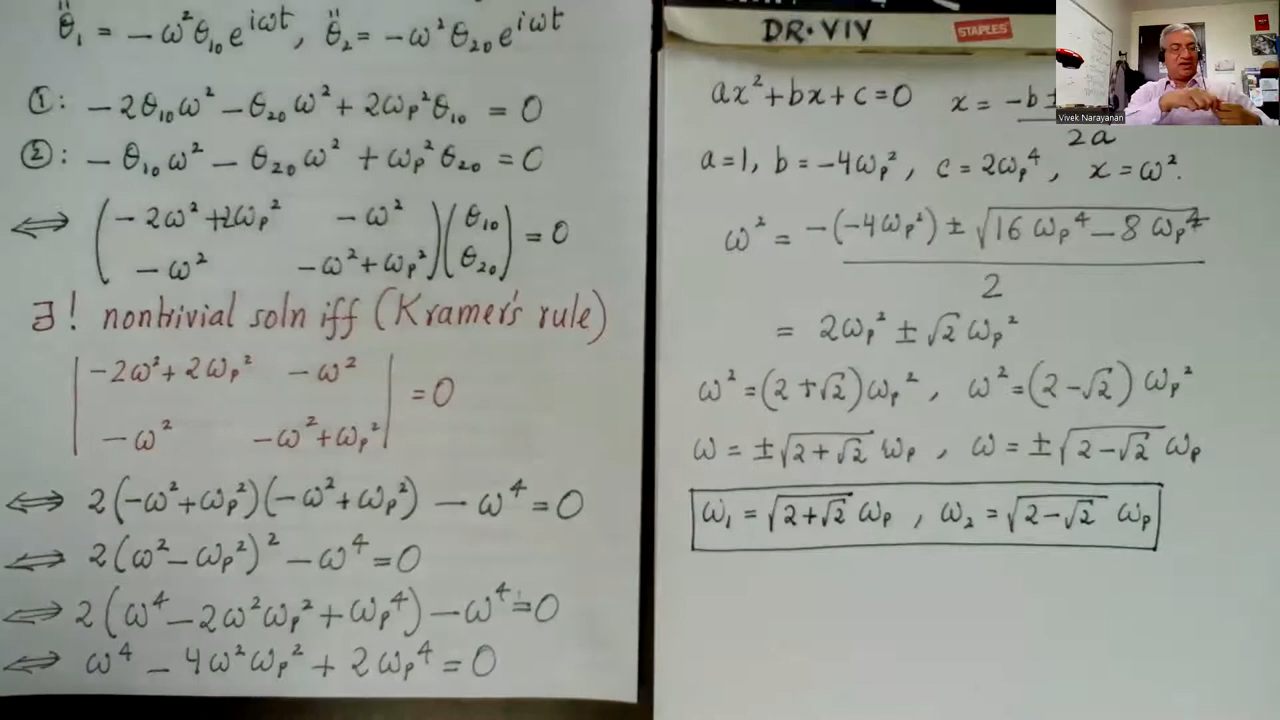 θ̈₁ = −ω²θ₁₀e^{iωt}, θ̈₂ = −ω²θ₂₀e^{iωt}
①: −2θ₁₀ω² − θ₂₀ω² + 2ωₚ²θ₁₀ = 0
②: −θ₁₀ω² − θ₂₀ω² + ωₚ²θ₂₀ = 0
⟺ (−2ω²+2ωₚ² −ω²) (θ₁₀) = 0
(−ω² −ω²+ωₚ²) (θ₂₀)
∃! nontrivial soln iff (Kramer's rule)
|−2ω²+2ωₚ² −ω²| = 0
|−ω² −ω²+ωₚ²|
⟺ 2(−ω²+ωₚ²)(−ω²+ωₚ²) − ω⁴ = 0
⟺ 2(ω²−ωₚ²)² − ω⁴ = 0
⟺ 2(ω⁴ − 2ω²ωₚ² + ωₚ⁴) − ω⁴ = 0
⟺ ω⁴ − 4ω²ωₚ² + 2ωₚ⁴ = 0
DR. VIV
STAPLES
Vivek Narayanan
ax²+bx+c=0 x = −b±
2a
a=1, b=−4ωₚ², c=2ωₚ⁴, x=ω².
ω² = −(−4ωₚ²) ± √(16ωₚ⁴ − 8ωₚ⁴)
2
= 2ωₚ² ± √2 ωₚ²
ω² = (2+√2)ωₚ², ω² = (2−√2)ωₚ²
ω = ±√(2+√2) ωₚ, ω = ±√(2−√2) ωₚ
ω₁ = √(2+√2) ωₚ, ω₂ = √(2−√2) ωₚ